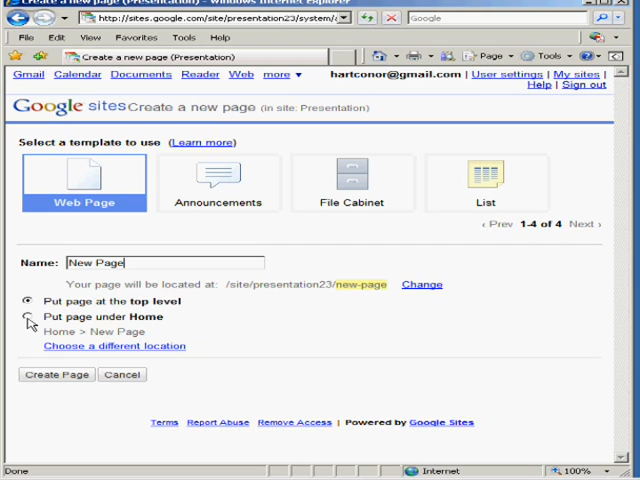 Create a new page (Presentation) - Windows Internet Explorer
http://sites.google.com/site/presentation23/system/
Google
File Edit View Favorites Tools Help
Create a new page (Presentation)
Page Tools
Gmail Calendar Documents Reader Web more ▼ hartconor@gmail.com | User settings | My sites |
Help | Sign out
Google sites Create a new page (in site: Presentation)
Select a template to use (Learn more)
Web Page Announcements File Cabinet List
‹ Prev 1-4 of 4 Next ›
Name: New Page
Your page will be located at: /site/presentation23/new-page Change
Put page at the top level
Put page under Home
Home > New Page
Choose a different location
Create Page Cancel
Terms Report Abuse Remove Access | Powered by Google Sites
Done Internet 100%